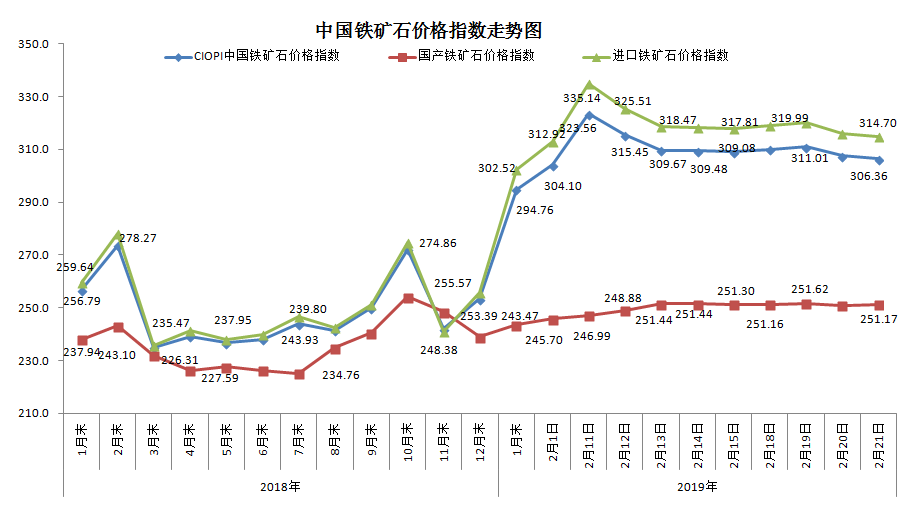 中国铁矿石价格指数走势图
CIOPI中国铁矿石价格指数 国产铁矿石价格指数 进口铁矿石价格指数
350.0
330.0
310.0
290.0
270.0
250.0
230.0
210.0
335.14
325.51
318.47
317.81
319.99
314.70
312.92
323.56
302.52
315.45
309.67
309.48
309.08
311.01
306.36
304.10
294.76
278.27
259.64
256.79
274.86
255.57
235.47
237.95
239.80
253.39
243.47
248.88
251.30
251.62
237.94
243.10
226.31
227.59
243.93
234.76
248.38
245.70
246.99
251.44
251.44
251.16
251.17
1月末
2月末
3月末
4月末
5月末
6月末
7月末
8月末
9月末
10月末
11月末
12月末
1月末
2月1日
2月11日
2月12日
2月13日
2月14日
2月15日
2月18日
2月19日
2月20日
2月21日
2018年 2019年